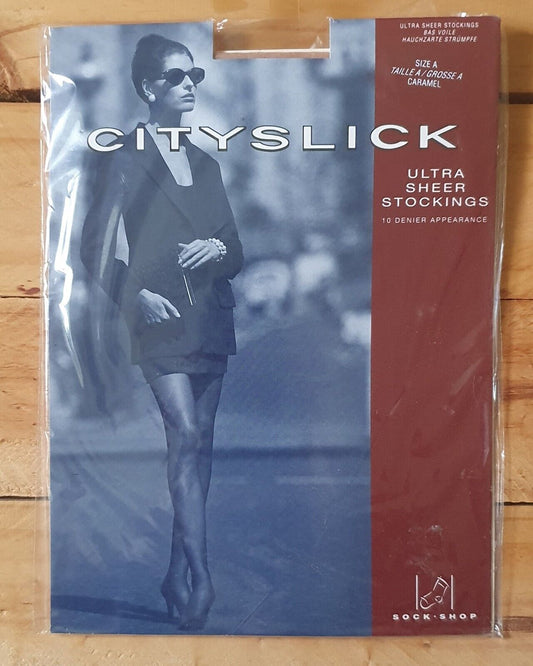 ULTRA SHEER STOCKINGS
BAS VOILE
HAUCHZARTE STRÜMPFE
SIZE A
TAILLE A / GROSSE A
CARAMEL
CITYSLICK
ULTRA
SHEER
STOCKINGS
10 DENIER APPEARANCE
SOCK·SHOP